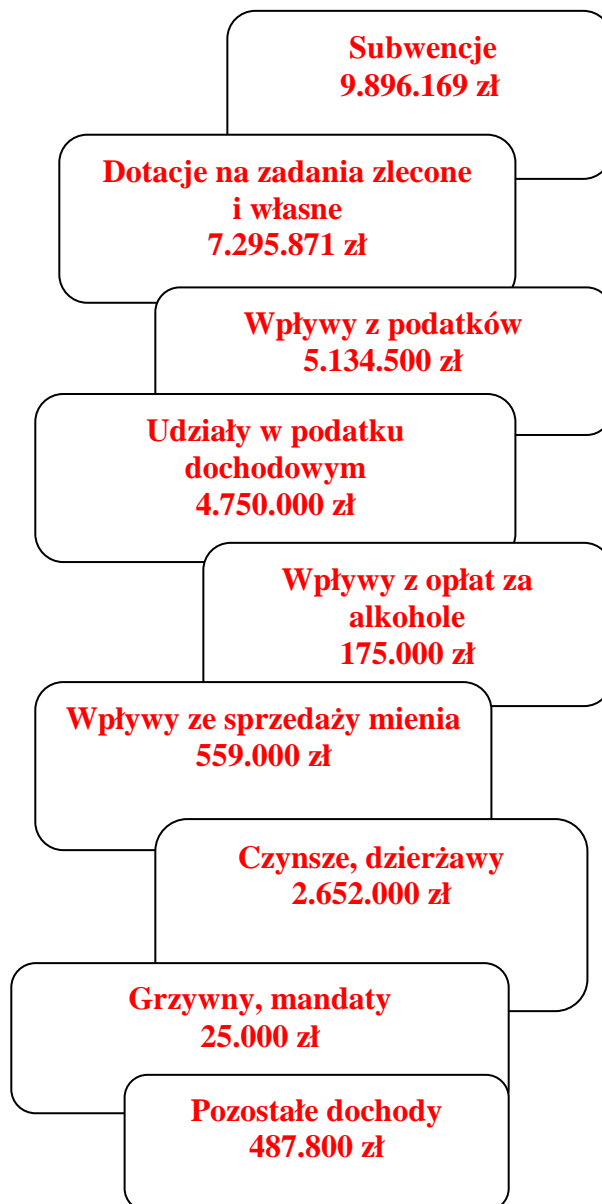 Subwencje
9.896.169 zł
Dotacje na zadania zlecone
i własne
7.295.871 zł
Wpływy z podatków
5.134.500 zł
Udziały w podatku
dochodowym
4.750.000 zł
Wpływy z opłat za
alkohole
175.000 zł
Wpływy ze sprzedaży mienia
559.000 zł
Czynsze, dzierżawy
2.652.000 zł
Grzywny, mandaty
25.000 zł
Pozostałe dochody
487.800 zł